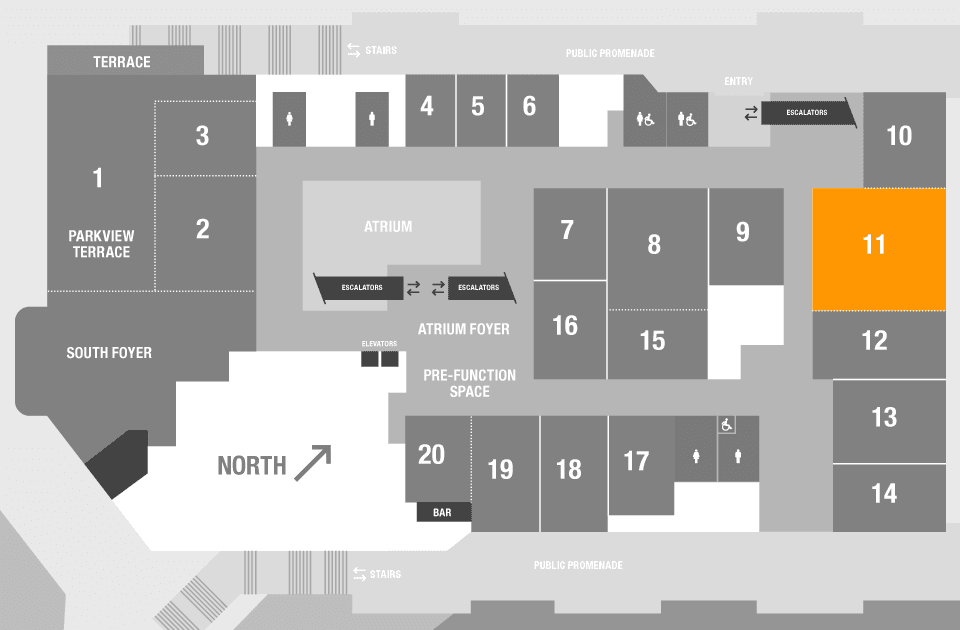 STAIRS
PUBLIC PROMENADE
TERRACE
ENTRY
ESCALATORS
4
5
6
10
3
1
2
PARKVIEW
TERRACE
ATRIUM
7
8
9
11
ESCALATORS
ESCALATORS
ATRIUM FOYER
16
15
12
ELEVATORS
SOUTH FOYER
PRE-FUNCTION
SPACE
13
20
19
18
17
NORTH
14
BAR
STAIRS
PUBLIC PROMENADE